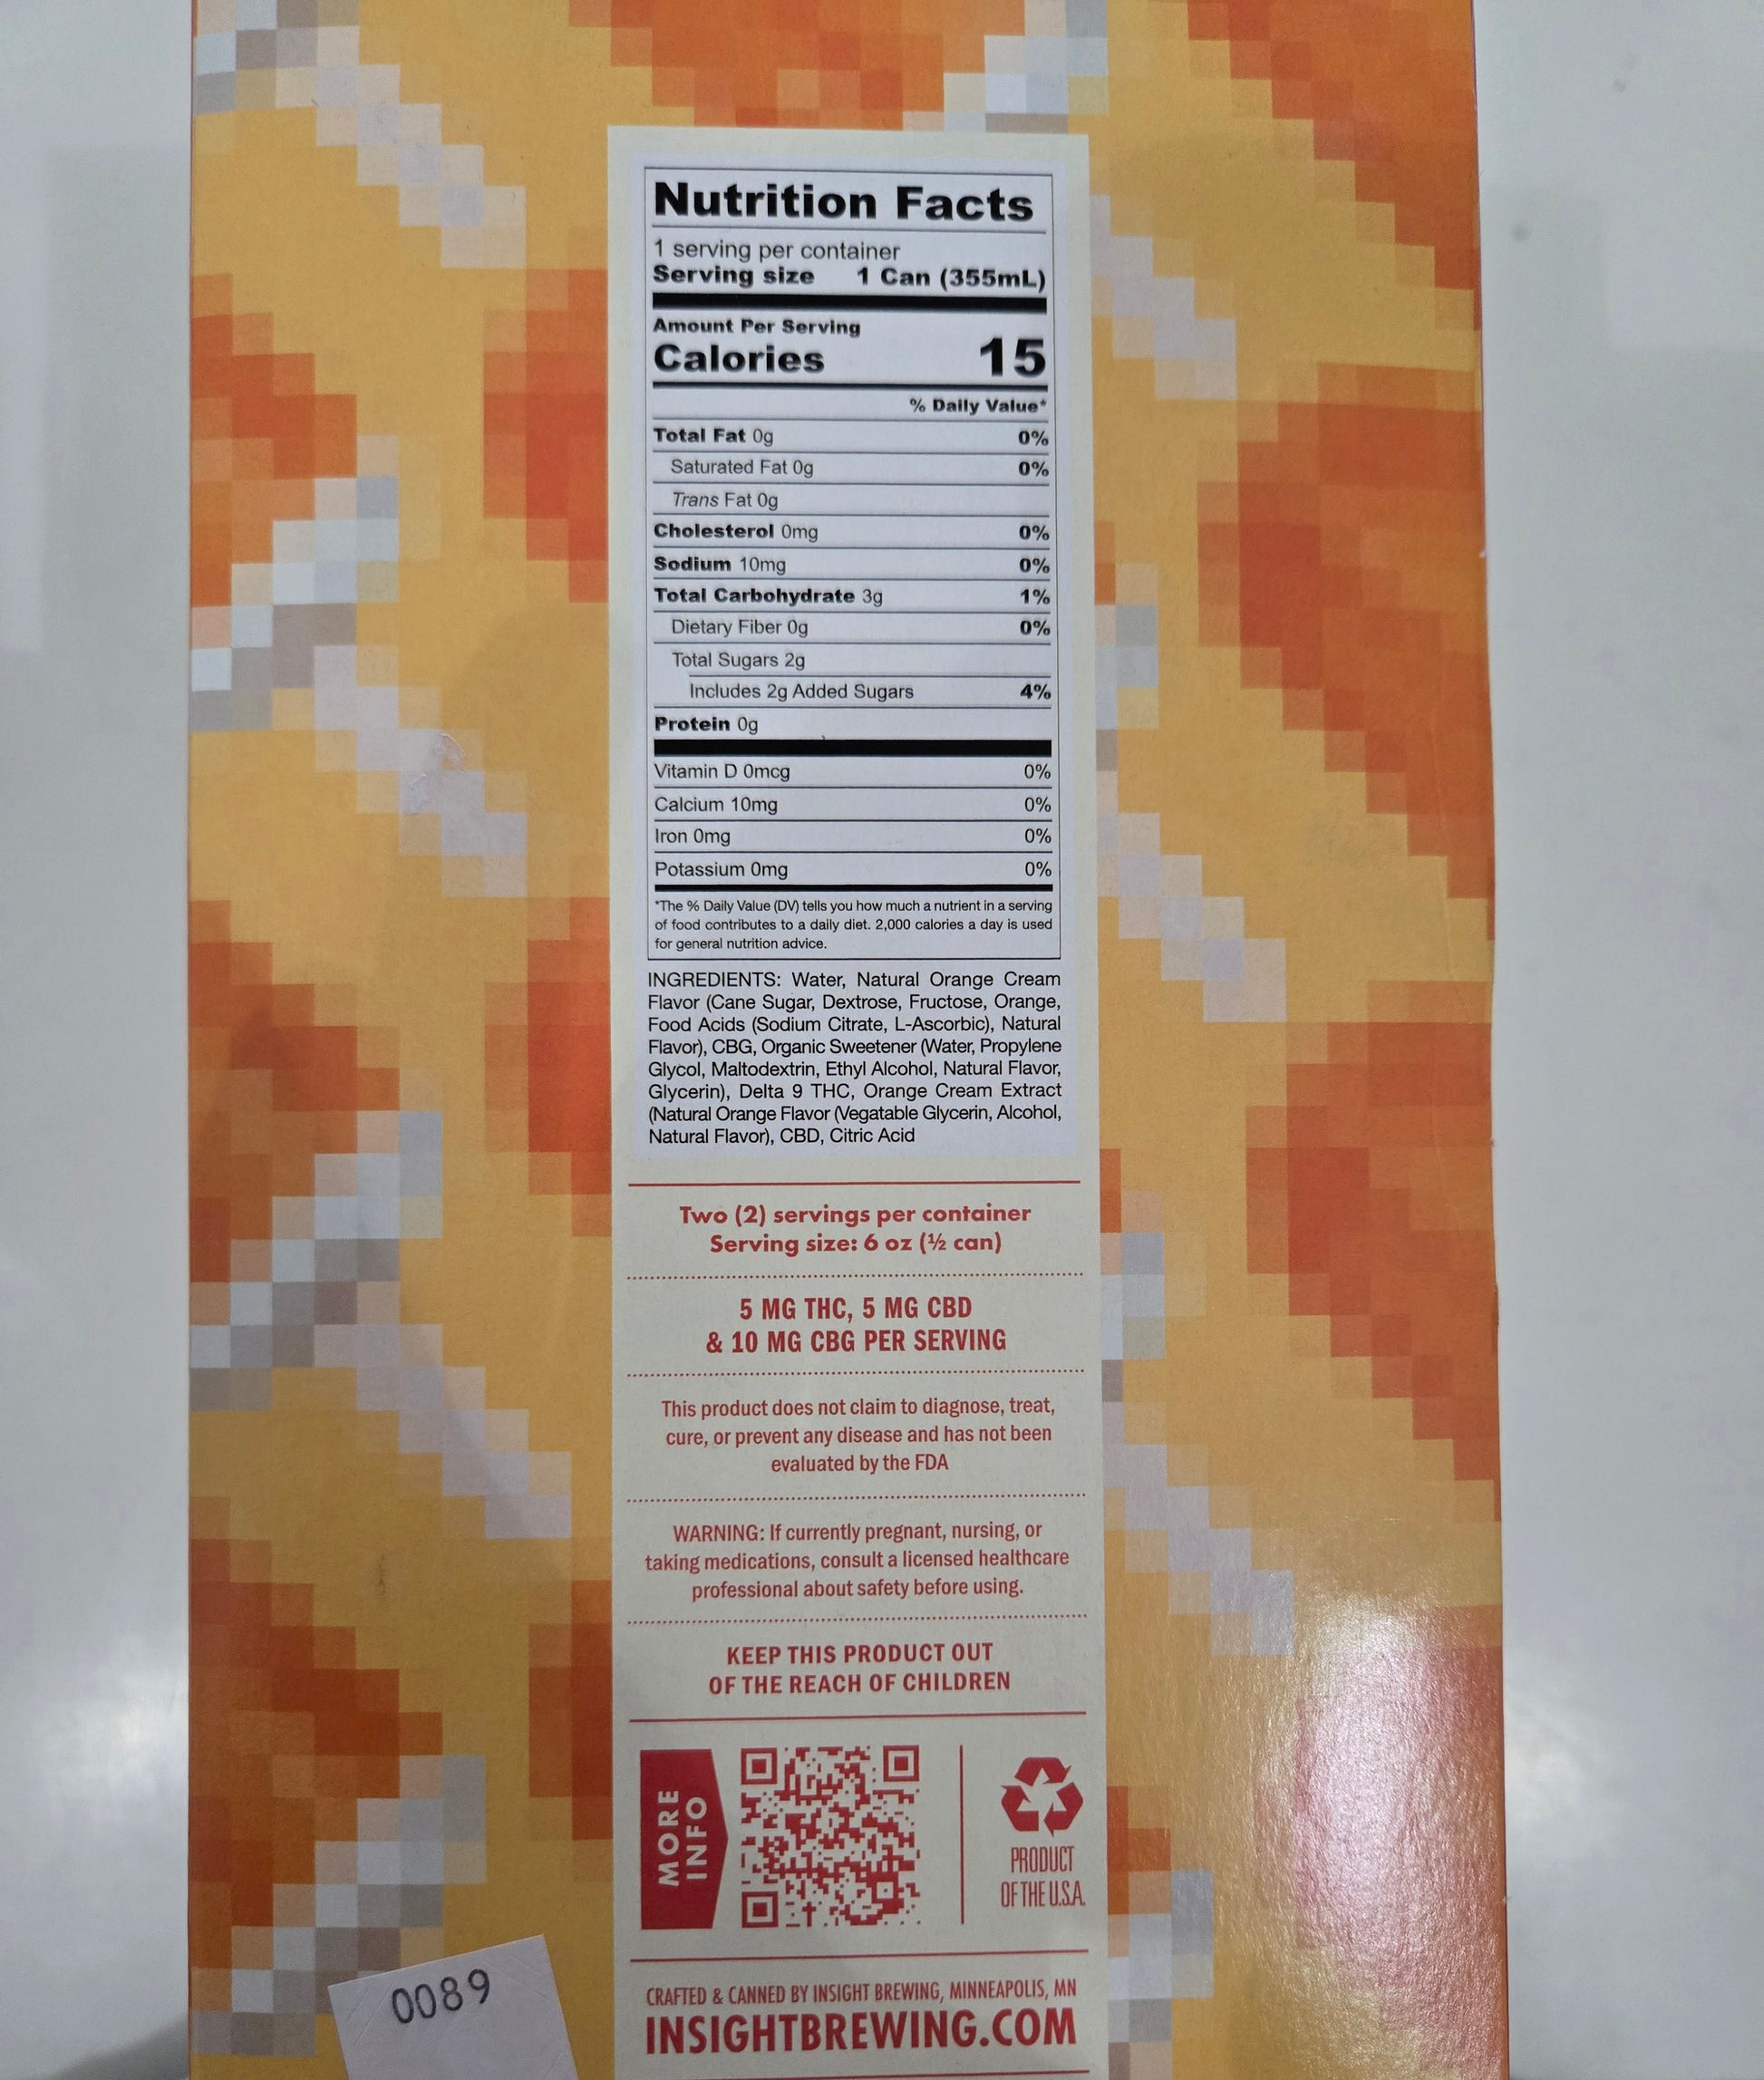 Nutrition Facts
1 serving per container
Serving size 1 Can (355mL)
Amount Per Serving
Calories 15
% Daily Value*
Total Fat 0g 0%
Saturated Fat 0g 0%
Trans Fat 0g
Cholesterol 0mg 0%
Sodium 10mg 0%
Total Carbohydrate 3g 1%
Dietary Fiber 0g 0%
Total Sugars 2g
Includes 2g Added Sugars 4%
Protein 0g
Vitamin D 0mcg 0%
Calcium 10mg 0%
Iron 0mg 0%
Potassium 0mg 0%
*The % Daily Value (DV) tells you how much a nutrient in a serving
of food contributes to a daily diet. 2,000 calories a day is used
for general nutrition advice.
INGREDIENTS: Water, Natural Orange Cream
Flavor (Cane Sugar, Dextrose, Fructose, Orange,
Food Acids (Sodium Citrate, L-Ascorbic), Natural
Flavor), CBG, Organic Sweetener (Water, Propylene
Glycol, Maltodextrin, Ethyl Alcohol, Natural Flavor,
Glycerin), Delta 9 THC, Orange Cream Extract
(Natural Orange Flavor (Vegatable Glycerin, Alcohol,
Natural Flavor), CBD, Citric Acid
Two (2) servings per container
Serving size: 6 oz (½ can)
5 MG THC, 5 MG CBD
& 10 MG CBG PER SERVING
This product does not claim to diagnose, treat,
cure, or prevent any disease and has not been
evaluated by the FDA
WARNING: If currently pregnant, nursing, or
taking medications, consult a licensed healthcare
professional about safety before using.
KEEP THIS PRODUCT OUT
OF THE REACH OF CHILDREN
MORE
INFO
PRODUCT
OF THE U.S.A.
CRAFTED & CANNED BY INSIGHT BREWING, MINNEAPOLIS, MN
INSIGHTBREWING.COM
0089